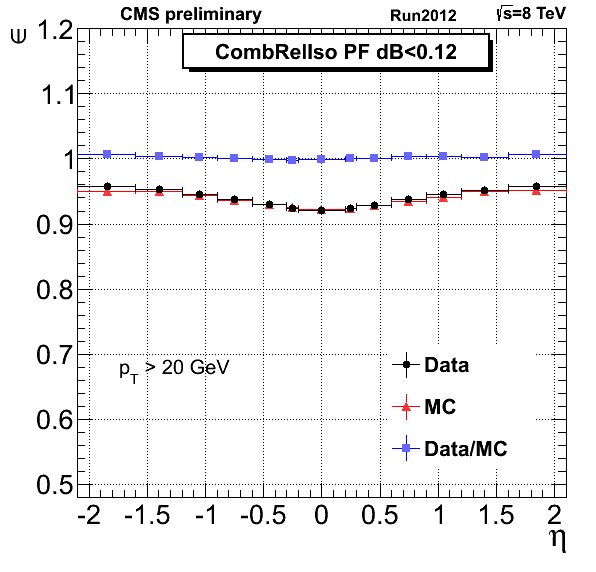 CMS preliminary Run2012 √s=8 TeV
CombRelIso PF dB<0.12
∈
1.2
1.1
1
0.9
0.8
0.7
0.6
0.5
pT > 20 GeV
Data
MC
Data/MC
-2 -1.5 -1 -0.5 0 0.5 1 1.5 2
η